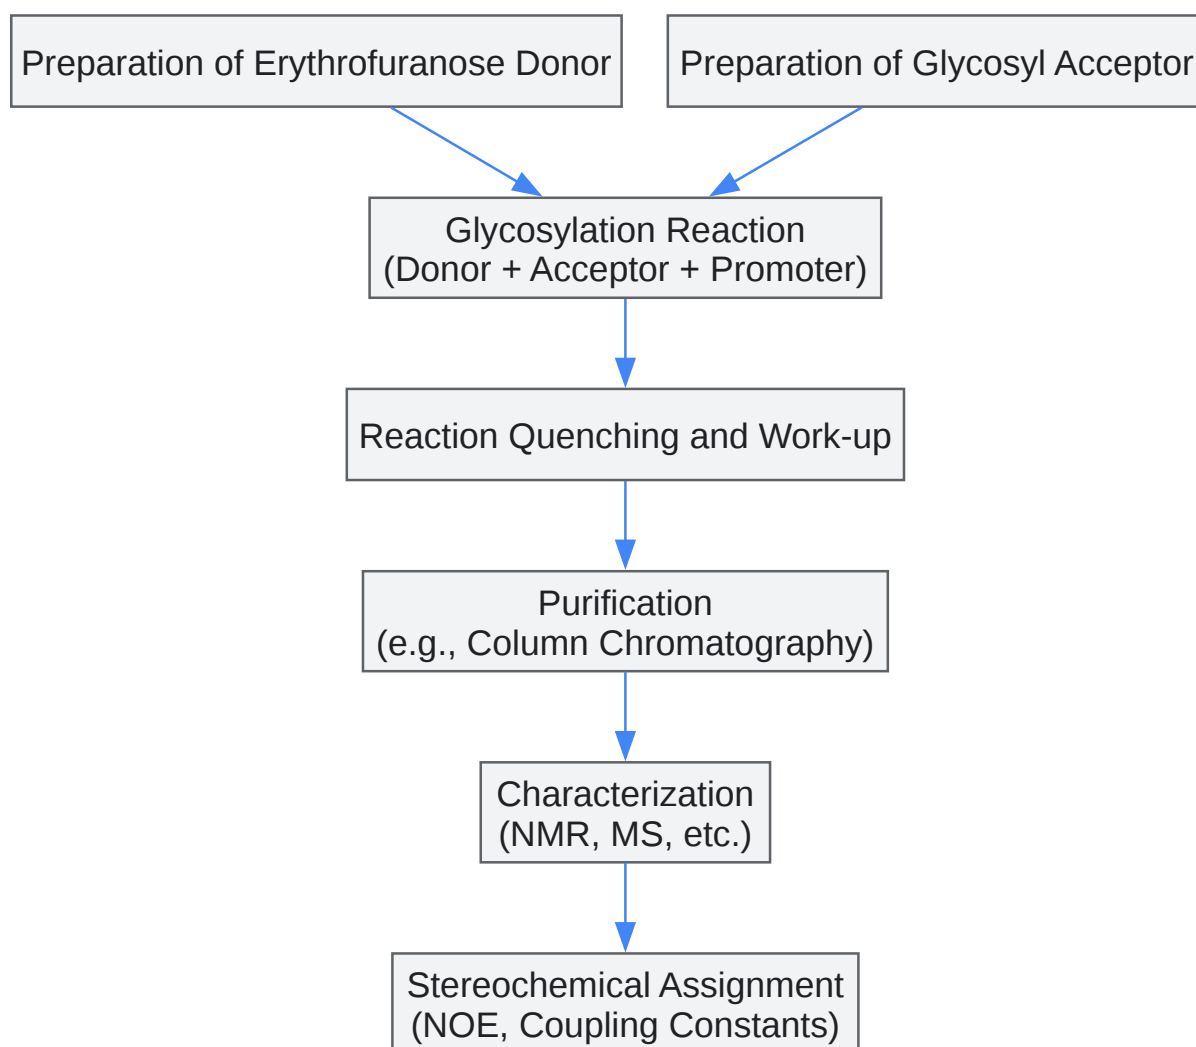 Preparation of Erythrofuranose Donor
Preparation of Glycosyl Acceptor
Glycosylation Reaction
(Donor + Acceptor + Promoter)
Reaction Quenching and Work-up
Purification
(e.g., Column Chromatography)
Characterization
(NMR, MS, etc.)
Stereochemical Assignment
(NOE, Coupling Constants)